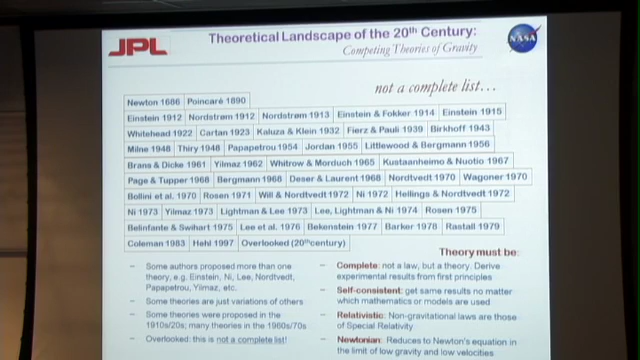 JPL
Theoretical Landscape of the 20th Century:
Competing Theories of Gravity
NASA
not a complete list...
Newton 1686 Poincaré 1890
Einstein 1912 Nordstrøm 1912 Nordstrøm 1913 Einstein & Fokker 1914 Einstein 1915
Whitehead 1922 Cartan 1923 Kaluza & Klein 1932 Fierz & Pauli 1939 Birkhoff 1943
Milne 1948 Thiry 1948 Papapetrou 1954 Jordan 1955 Littlewood & Bergmann 1956
Brans & Dicke 1961 Yilmaz 1962 Whitrow & Morduch 1965 Kustaanheimo & Nuotio 1967
Page & Tupper 1968 Bergmann 1968 Deser & Laurent 1968 Nordtvedt 1970 Wagoner 1970
Bollini et al. 1970 Rosen 1971 Will & Nordtvedt 1972 Ni 1972 Hellings & Nordtvedt 1972
Ni 1973 Yilmaz 1973 Lightman & Lee 1973 Lee, Lightman & Ni 1974 Rosen 1975
Belinfante & Swihart 1975 Lee et al. 1976 Bekenstein 1977 Barker 1978 Rastall 1979
Coleman 1983 Hehl 1997 Overlooked (20th century)
Theory must be:
– Some authors proposed more than one
theory, e.g. Einstein, Ni, Lee, Nordtvedt,
Papapetrou, Yilmaz, etc.
– Some theories are just variations of others
– Some theories were proposed in the
1910s/20s; many theories in the 1960s/70s
– Overlooked: this is not a complete list!
– Complete: not a law, but a theory. Derive
experimental results from first principles
– Self-consistent: get same results no matter
which mathematics or models are used
– Relativistic: Non-gravitational laws are those
of Special Relativity
– Newtonian: Reduces to Newton's equation in
the limit of low gravity and low velocities